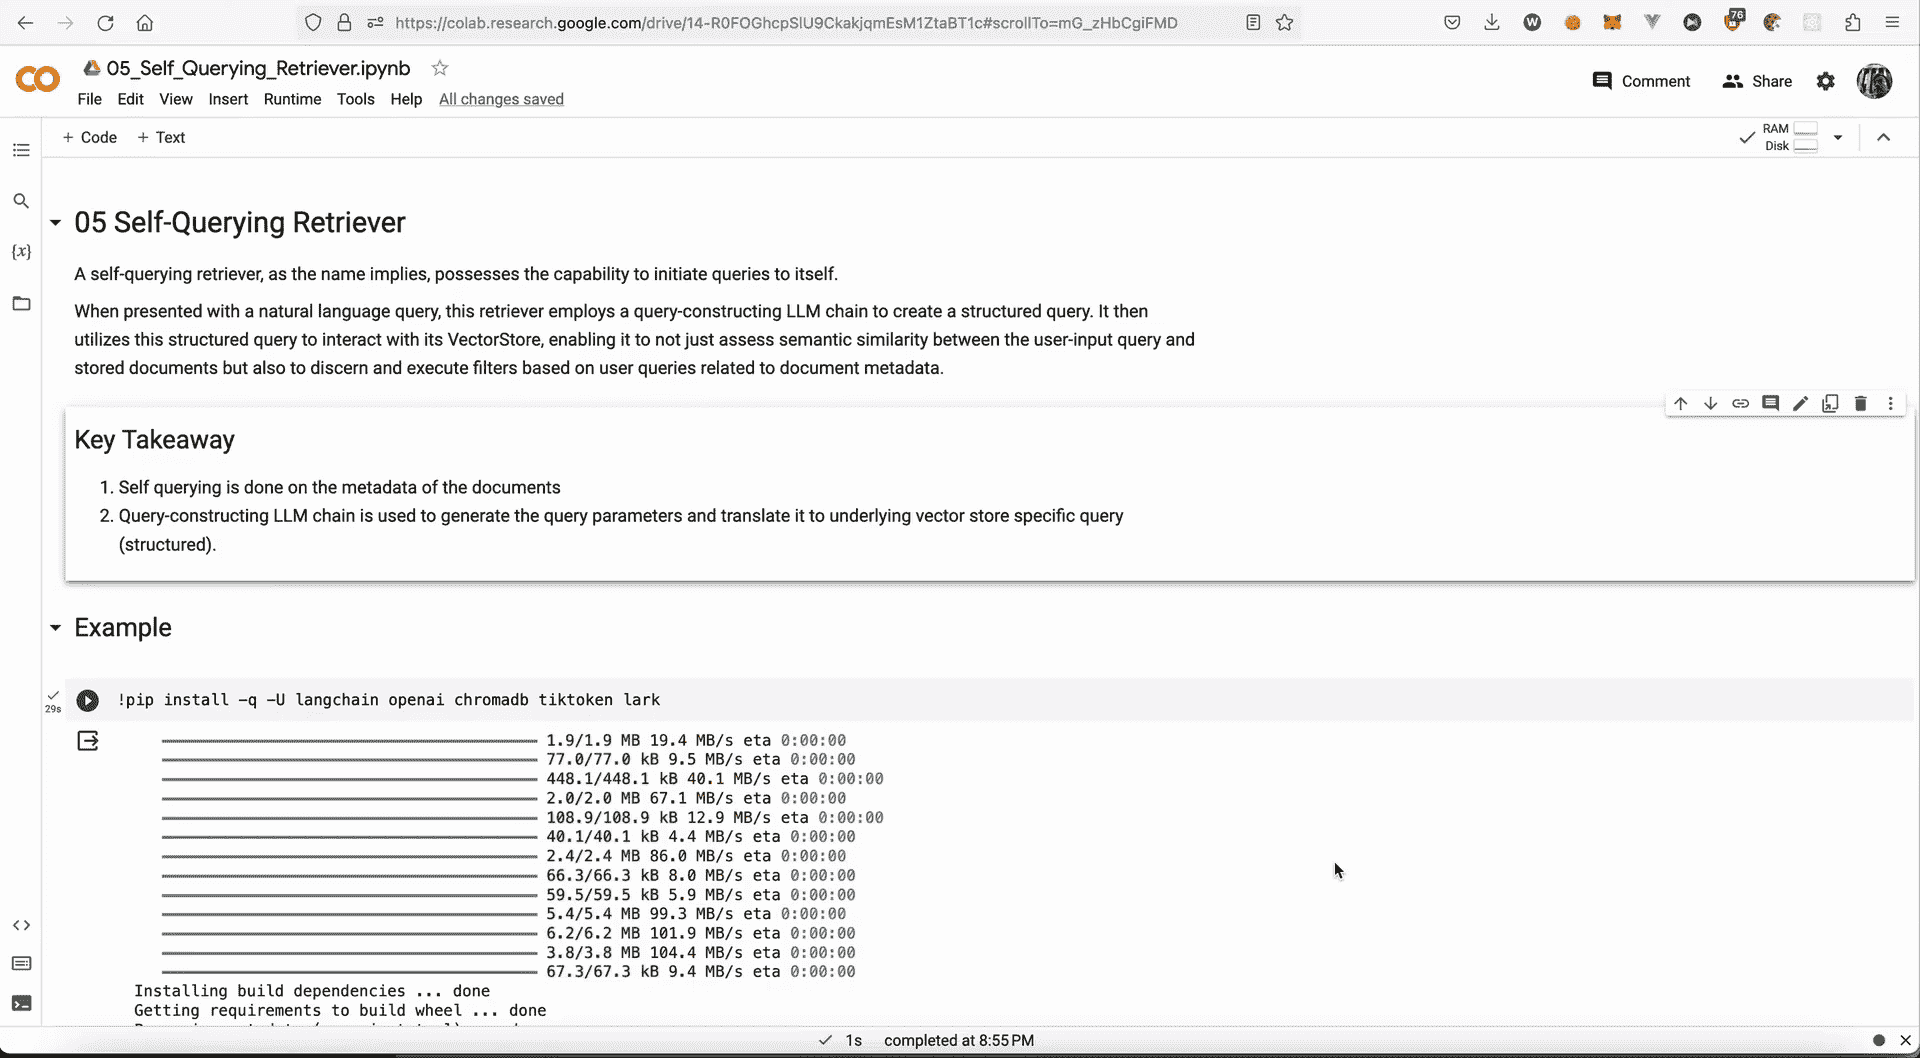 https://colab.research.google.com/drive/14-R0FOGhcpSlU9CkakjqmEsM1ZtaBT1c#scrollTo=mG_zHbCgiFMD
W
76
05_Self_Querying_Retriever.ipynb
File Edit View Insert Runtime Tools Help All changes saved
Comment Share
+ Code + Text
RAM
Disk
{x}
05 Self-Querying Retriever
A self-querying retriever, as the name implies, possesses the capability to initiate queries to itself.
When presented with a natural language query, this retriever employs a query-constructing LLM chain to create a structured query. It then
utilizes this structured query to interact with its VectorStore, enabling it to not just assess semantic similarity between the user-input query and
stored documents but also to discern and execute filters based on user queries related to document metadata.
Key Takeaway
1. Self querying is done on the metadata of the documents
2. Query-constructing LLM chain is used to generate the query parameters and translate it to underlying vector store specific query
(structured).
Example
29s
!pip install -q -U langchain openai chromadb tiktoken lark
1.9/1.9 MB 19.4 MB/s eta 0:00:00
77.0/77.0 kB 9.5 MB/s eta 0:00:00
448.1/448.1 kB 40.1 MB/s eta 0:00:00
2.0/2.0 MB 67.1 MB/s eta 0:00:00
108.9/108.9 kB 12.9 MB/s eta 0:00:00
40.1/40.1 kB 4.4 MB/s eta 0:00:00
2.4/2.4 MB 86.0 MB/s eta 0:00:00
66.3/66.3 kB 8.0 MB/s eta 0:00:00
59.5/59.5 kB 5.9 MB/s eta 0:00:00
5.4/5.4 MB 99.3 MB/s eta 0:00:00
6.2/6.2 MB 101.9 MB/s eta 0:00:00
3.8/3.8 MB 104.4 MB/s eta 0:00:00
67.3/67.3 kB 9.4 MB/s eta 0:00:00
Installing build dependencies ... done
Getting requirements to build wheel ... done
1s completed at 8:55 PM